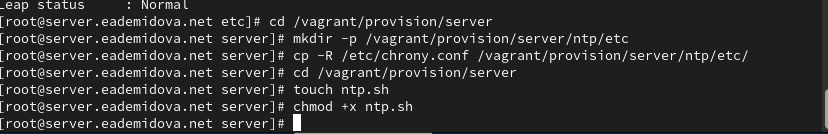 Leap status     : Normal
[root@server.eademidova.net etc]# cd /vagrant/provision/server
[root@server.eademidova.net server]# mkdir -p /vagrant/provision/server/ntp/etc
[root@server.eademidova.net server]# cp -R /etc/chrony.conf /vagrant/provision/server/ntp/etc/
[root@server.eademidova.net server]# cd /vagrant/provision/server
[root@server.eademidova.net server]# touch ntp.sh
[root@server.eademidova.net server]# chmod +x ntp.sh
[root@server.eademidova.net server]#